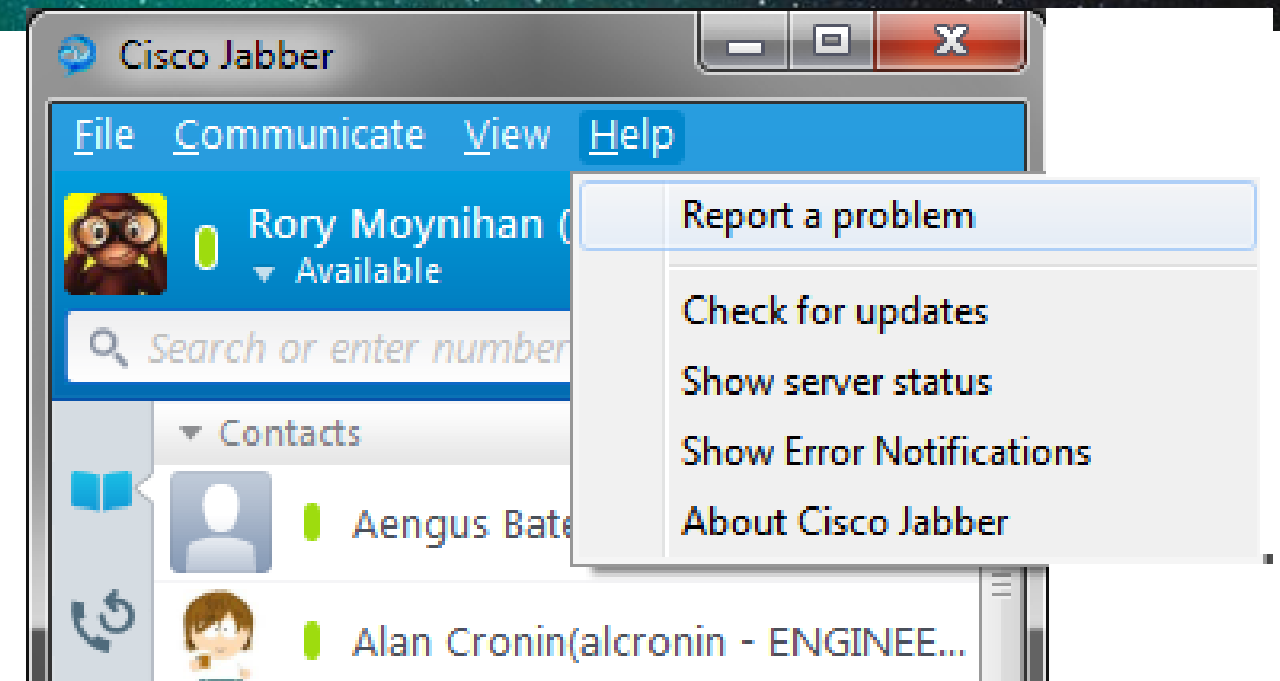 Cisco Jabber
File Communicate View Help
Rory Moynihan (
Available
Search or enter number
Contacts
Aengus Bate
Alan Cronin(alcronin - ENGINEE...
Report a problem
Check for updates
Show server status
Show Error Notifications
About Cisco Jabber